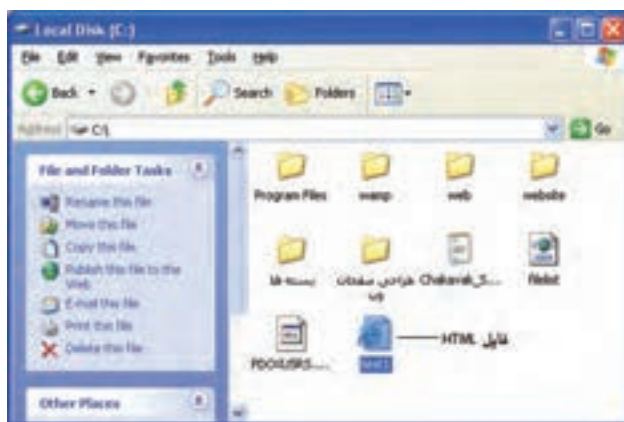 Local Disk (C:)
File Edit View Favorites Tools Help
Back Search Folders
Address C:\ Go
File and Folder Tasks
Rename this file
Move this file
Copy this file
Publish this file to the
Web
E-mail this file
Print this file
Delete this file
Other Places
Program Files wamp web website
بسته ها طراحی صفحات Chakavak_S... filelist
وب
PDOXUSRS....
فایل HTML